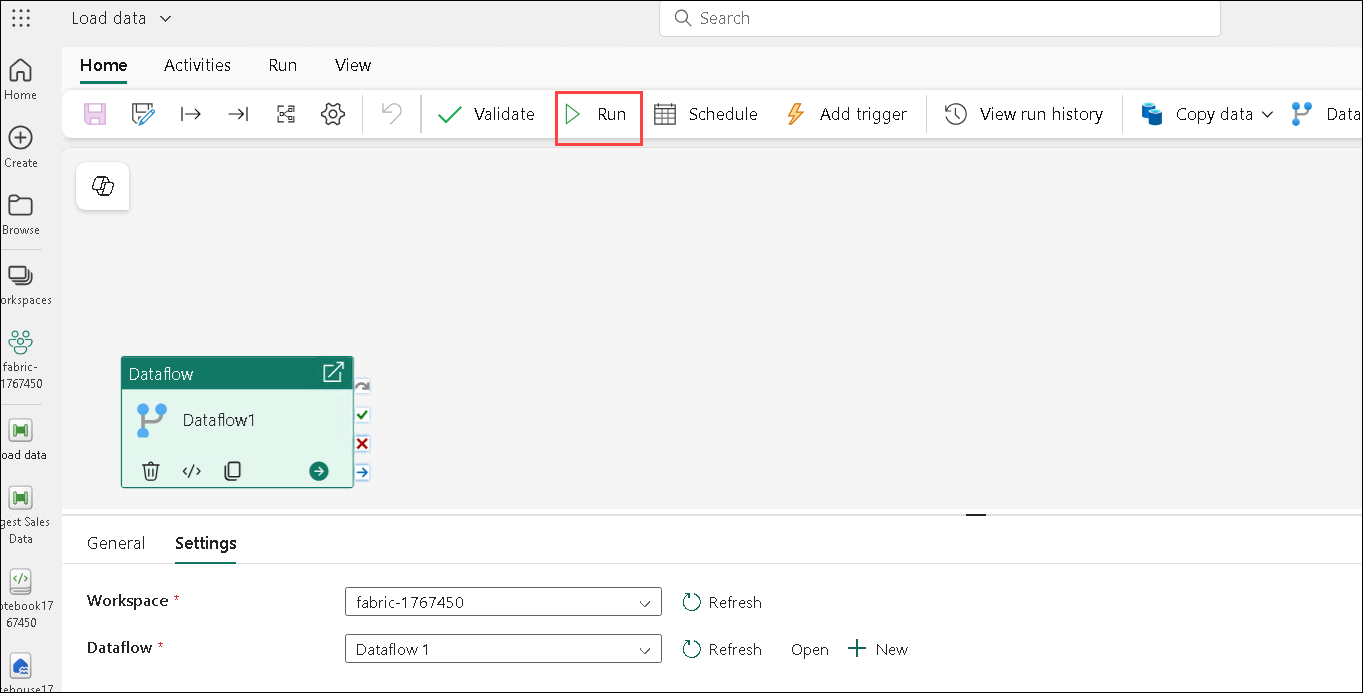 Load data
Search
Home
Activities
Run
View
Validate
Run
Schedule
Add trigger
View run history
Copy data
Data
Home
Create
Browse
orkspaces
fabric-
1767450
oad data
gest Sales
Data
otebook17
67450
ehouse17
Dataflow
Dataflow1
General
Settings
Workspace *
fabric-1767450
Refresh
Dataflow *
Dataflow 1
Refresh
Open
New